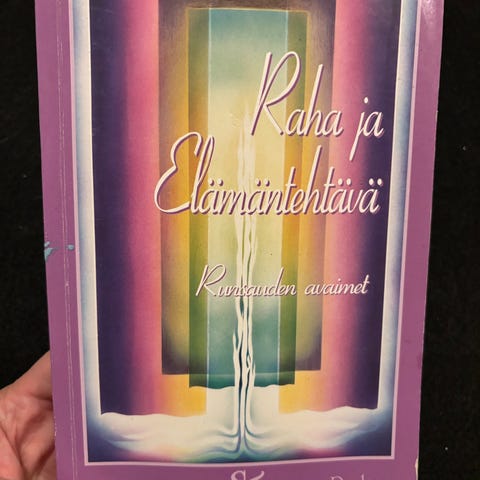 Raha ja
Elämäntehtävä
Runsauden avaimet